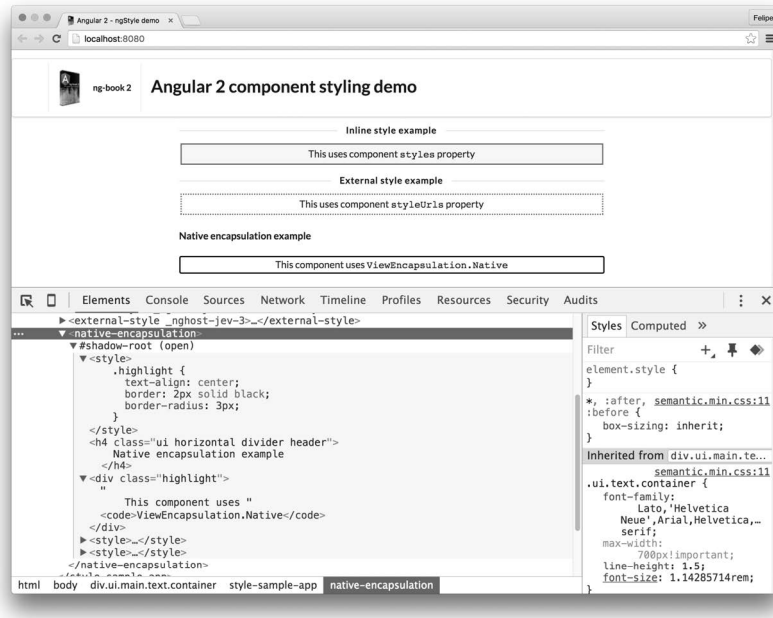 Angular 2 - ngStyle demo
Felipe
localhost:8080
ng-book 2
Angular 2 component styling demo
Inline style example
This uses component styles property
External style example
This uses component styleUrls property
Native encapsulation example
This component uses ViewEncapsulation.Native
Elements Console Sources Network Timeline Profiles Resources Security Audits
▶<external-style _nghost-jev-3>…</external-style>
… ▼<native-encapsulation>
▼#shadow-root (open)
▼<style>
.highlight {
text-align: center;
border: 2px solid black;
border-radius: 3px;
}
</style>
<h4 class="ui horizontal divider header">
Native encapsulation example
</h4>
▼<div class="highlight">
"
This component uses "
<code>ViewEncapsulation.Native</code>
</div>
▶<style>…</style>
▶<style>…</style>
</native-encapsulation>
</style-sample-app>
html body div.ui.main.text.container style-sample-app native-encapsulation
Styles Computed »
Filter
element.style {
}
*, :after, semantic.min.css:11
:before {
box-sizing: inherit;
}
Inherited from div.ui.main.te…
semantic.min.css:11
.ui.text.container {
font-family:
Lato,'Helvetica
Neue',Arial,Helvetica,…
serif;
max-width:
700px!important;
line-height: 1.5;
font-size: 1.14285714rem;
}